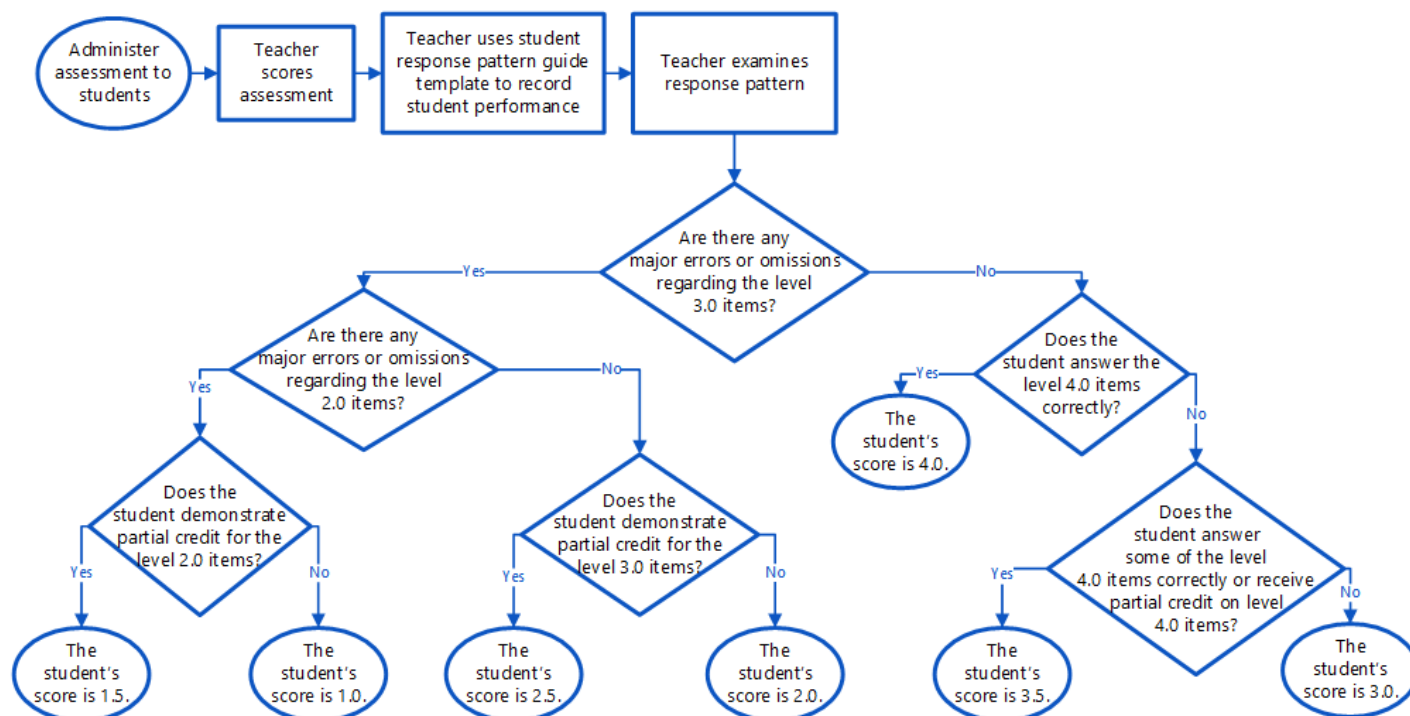 Administer
assessment to
students
Teacher
scores
assessment
Teacher uses student
response pattern guide
template to record
student performance
Teacher examines
response pattern
Are there any
major errors or omissions
regarding the level
3.0 items?
Yes
No
Are there any
major errors or omissions
regarding the level
2.0 items?
Yes
No
Does the
student answer the
level 4.0 items
correctly?
Yes
No
The
student's
score is 4.0.
Does the
student demonstrate
partial credit for the
level 2.0 items?
Yes
No
Does the
student demonstrate
partial credit for the
level 3.0 items?
Yes
No
Does the
student answer
some of the level
4.0 items correctly or receive
partial credit on level
4.0 items?
Yes
No
The
student's
score is 1.5.
The
student's
score is 1.0.
The
student's
score is 2.5.
The
student's
score is 2.0.
The
student's
score is 3.5.
The
student's
score is 3.0.